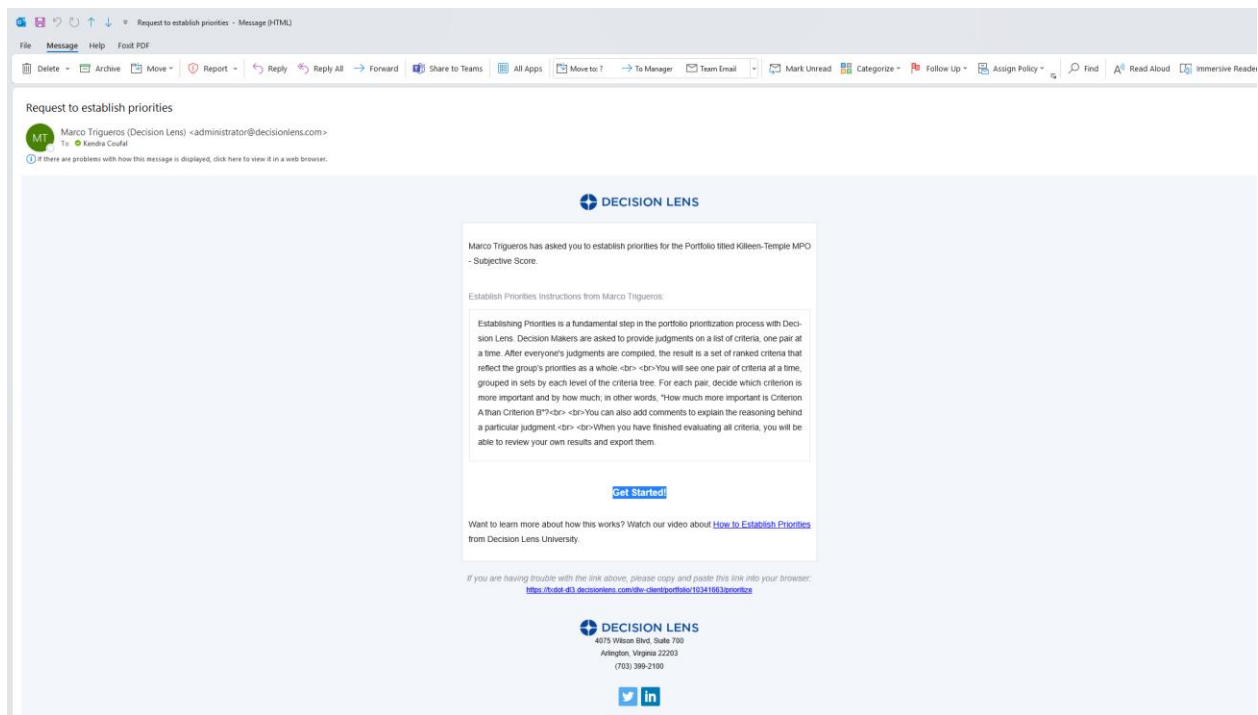 Request to establish priorities - Message (HTML)
File Message Help Foxit PDF
Delete Archive Move Report Reply Reply All Forward Share to Teams All Apps Move to: ? To Manager Team Email Mark Unread Categorize Follow Up Assign Policy Find Read Aloud Immersive Reader
Request to establish priorities
MT
Marco Trigueros (Decision Lens) <administrator@decisionlens.com>
To Kendra Coufal
If there are problems with how this message is displayed, click here to view it in a web browser.
DECISION LENS
Marco Trigueros has asked you to establish priorities for the Portfolio titled Killeen-Temple MPO
- Subjective Score.
Establish Priorities Instructions from Marco Trigueros:
Establishing Priorities is a fundamental step in the portfolio prioritization process with Deci-
sion Lens. Decision Makers are asked to provide judgments on a list of criteria, one pair at
a time. After everyone's judgments are compiled, the result is a set of ranked criteria that
reflect the group's priorities as a whole.<br> <br>You will see one pair of criteria at a time,
grouped in sets by each level of the criteria tree. For each pair, decide which criterion is
more important and by how much; in other words, "How much more important is Criterion
A than Criterion B"?<br> <br>You can also add comments to explain the reasoning behind
a particular judgment.<br> <br>When you have finished evaluating all criteria, you will be
able to review your own results and export them.
Get Started!
Want to learn more about how this works? Watch our video about How to Establish Priorities
from Decision Lens University.
If you are having trouble with the link above, please copy and paste this link into your browser:
https://txdot-dl3.decisionlens.com/dlw-client/portfolio/10341663/prioritize
DECISION LENS
4075 Wilson Blvd, Suite 700
Arlington, Virginia 22203
(703) 399-2100
in